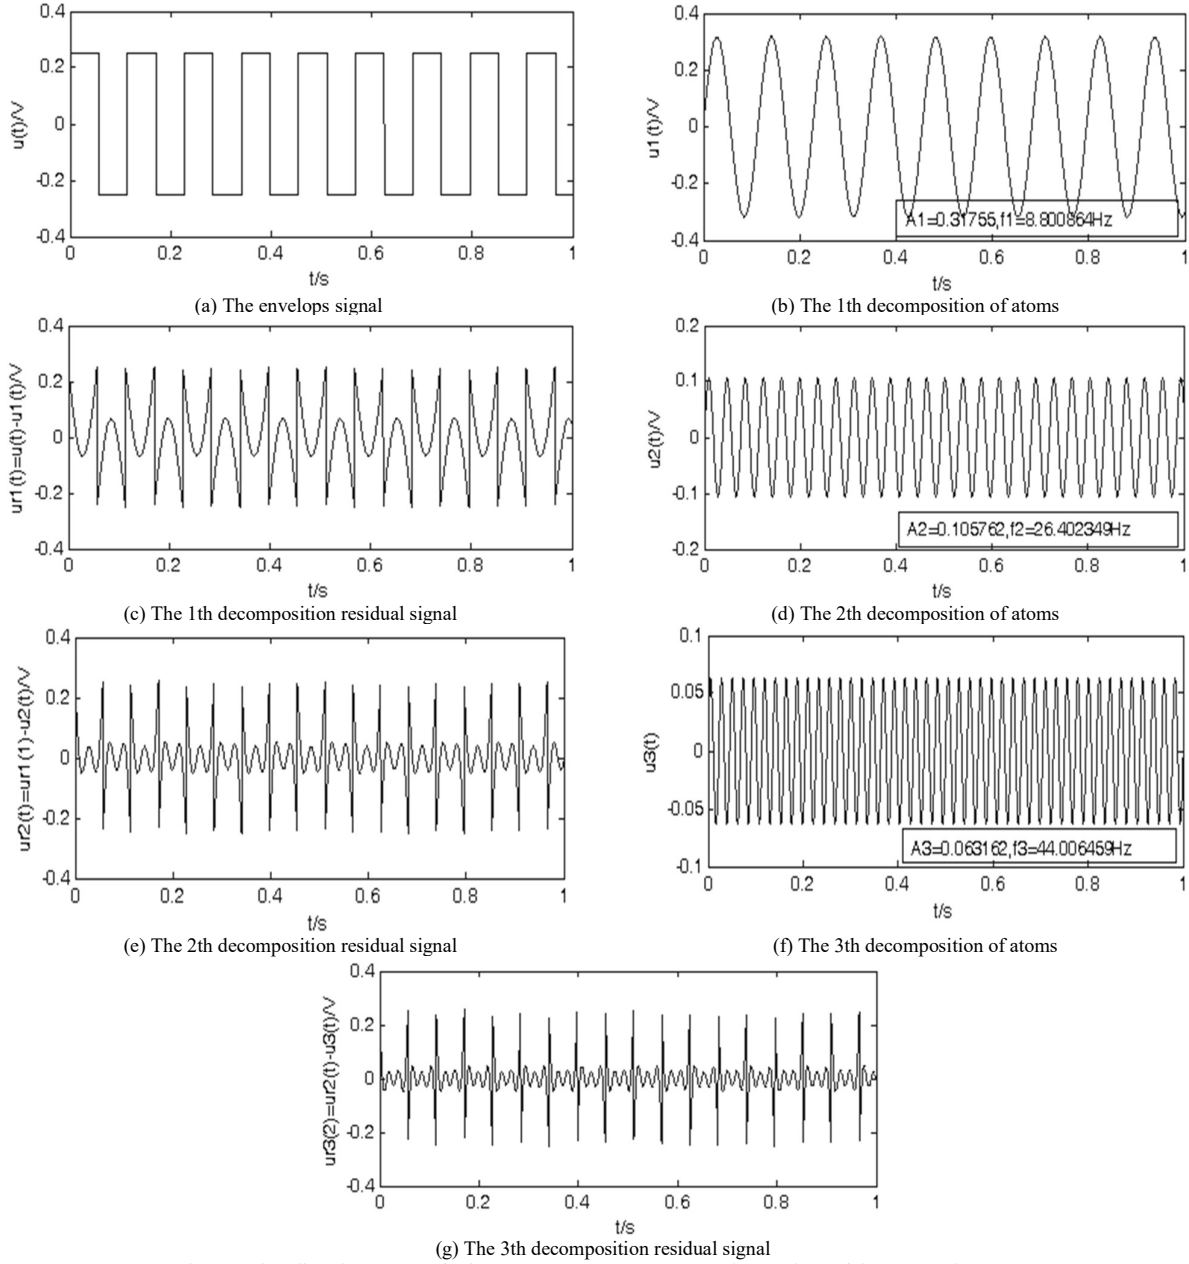 0.4
0.2
0
-0.2
-0.4
u(t)/V
0 0.2 0.4 0.6 0.8 1
t/s
(a) The envelops signal
0.4
0.2
0
-0.2
-0.4
u1(t)/V
A1=0.31755,f1=8.800864Hz
0 0.2 0.4 0.6 0.8 1
t/s
(b) The 1th decomposition of atoms
0.4
0.2
0
-0.2
-0.4
ur1(t)=u(t)-u1(t)/V
0 0.2 0.4 0.6 0.8 1
t/s
(c) The 1th decomposition residual signal
0.2
0.1
0
-0.1
-0.2
u2(t)/V
A2=0.105762,f2=26.402349Hz
0 0.2 0.4 0.6 0.8 1
t/s
(d) The 2th decomposition of atoms
0.4
0.2
0
-0.2
-0.4
ur2(t)=ur1(1)-u2(t)/V
0 0.2 0.4 0.6 0.8 1
t/s
(e) The 2th decomposition residual signal
0.1
0.05
0
-0.05
-0.1
u3(t)
A3=0.063162,f3=44.006459Hz
0 0.2 0.4 0.6 0.8 1
t/s
(f) The 3th decomposition of atoms
0.4
0.2
0
-0.2
-0.4
ur3(2)=ur2(t)-u3(t)/V
0 0.2 0.4 0.6 0.8 1
t/s
(g) The 3th decomposition residual signal